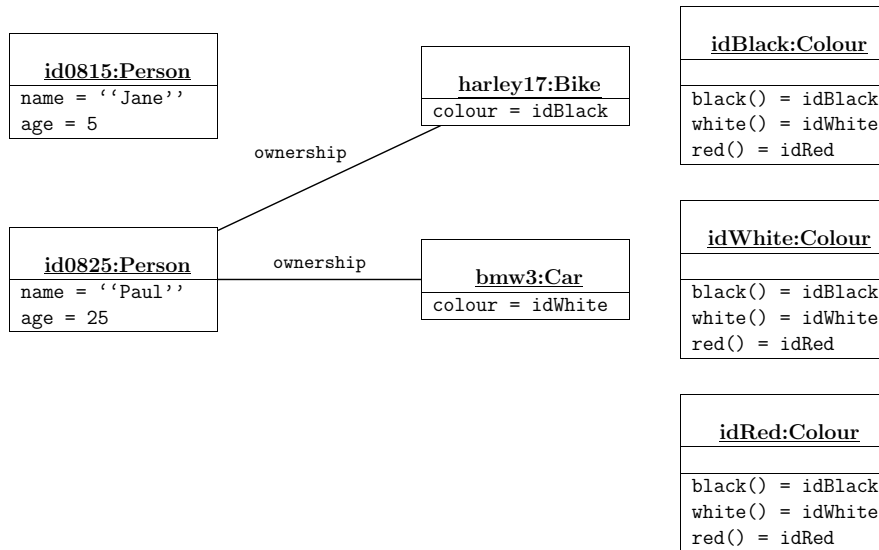 id0815:Person
name = ‘‘Jane’’
age = 5
harley17:Bike
colour = idBlack
idBlack:Colour
black() = idBlack
white() = idWhite
red() = idRed
ownership
id0825:Person
name = ‘‘Paul’’
age = 25
ownership
bmw3:Car
colour = idWhite
idWhite:Colour
black() = idBlack
white() = idWhite
red() = idRed
idRed:Colour
black() = idBlack
white() = idWhite
red() = idRed